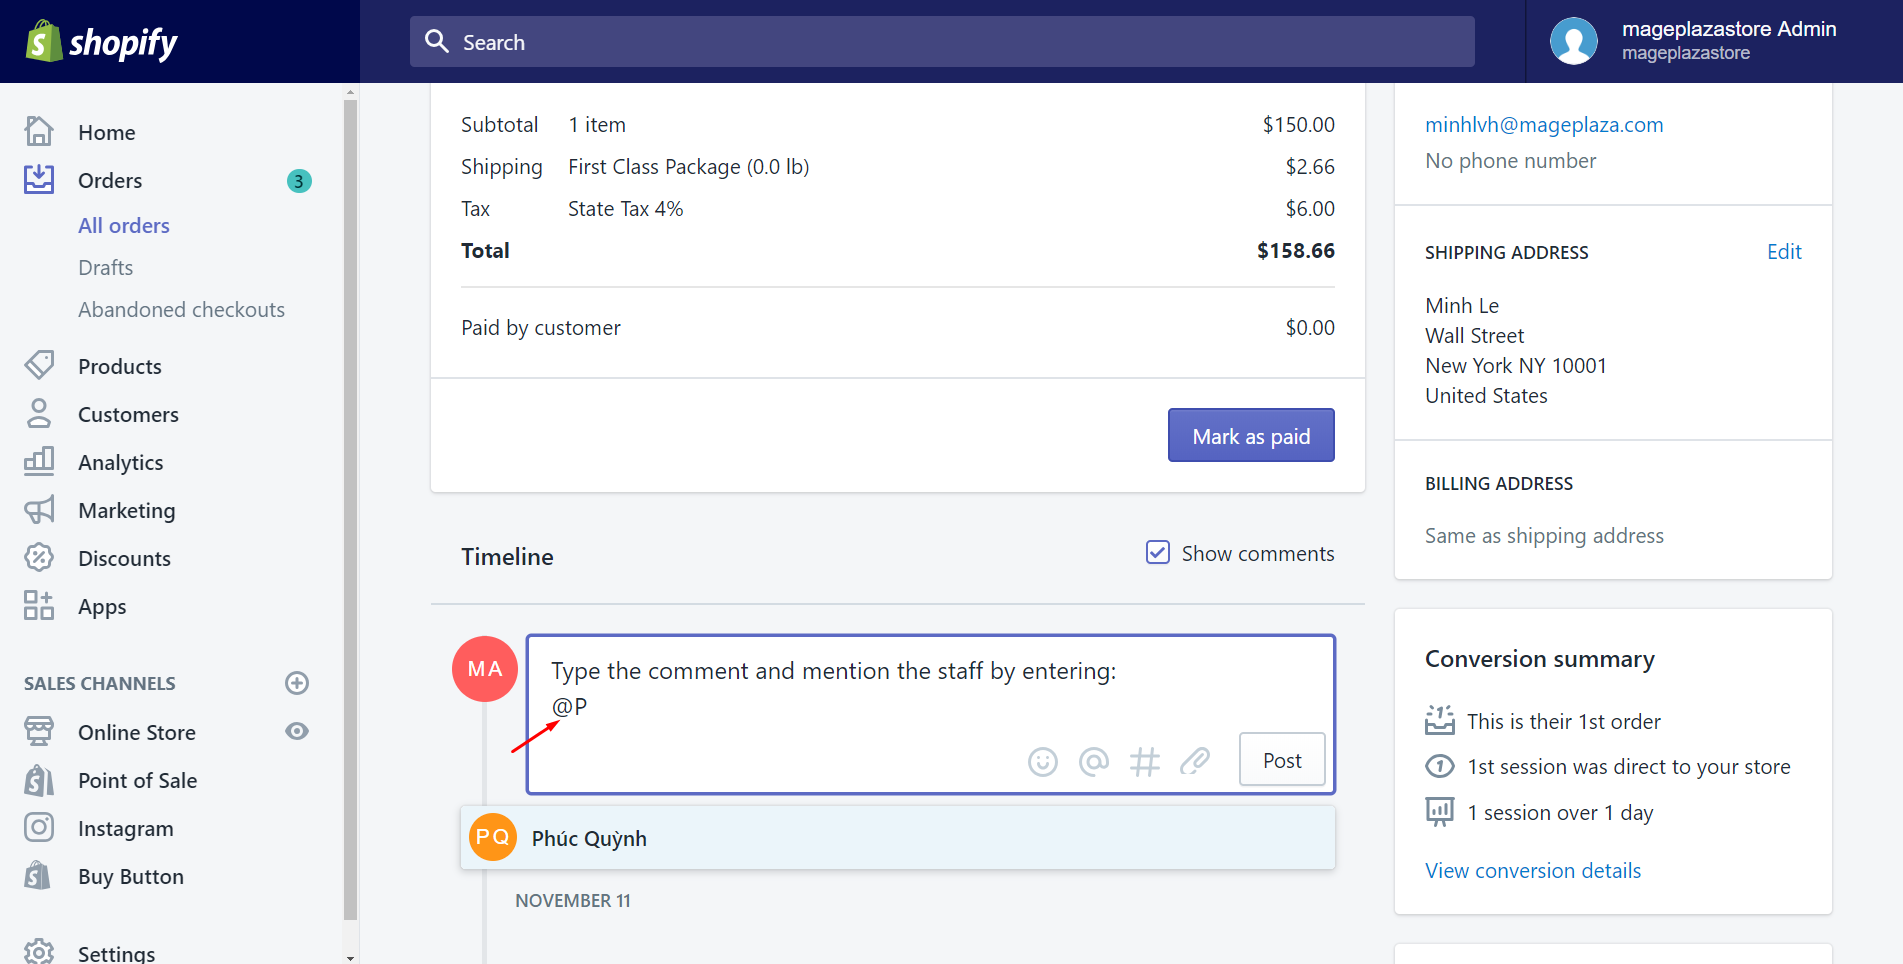 shopify
Search
mageplazastore Admin
mageplazastore
Home
Orders 3
All orders
Drafts
Abandoned checkouts
Products
Customers
Analytics
Marketing
Discounts
Apps
SALES CHANNELS
Online Store
Point of Sale
Instagram
Buy Button
Settings
Subtotal 1 item $150.00
Shipping First Class Package (0.0 lb) $2.66
Tax State Tax 4% $6.00
Total $158.66
Paid by customer $0.00
Mark as paid
Timeline
Show comments
MA
Type the comment and mention the staff by entering:
@P
Post
PQ Phúc Quỳnh
NOVEMBER 11
minhlvh@mageplaza.com
No phone number
SHIPPING ADDRESS Edit
Minh Le
Wall Street
New York NY 10001
United States
BILLING ADDRESS
Same as shipping address
Conversion summary
This is their 1st order
1st session was direct to your store
1 session over 1 day
View conversion details